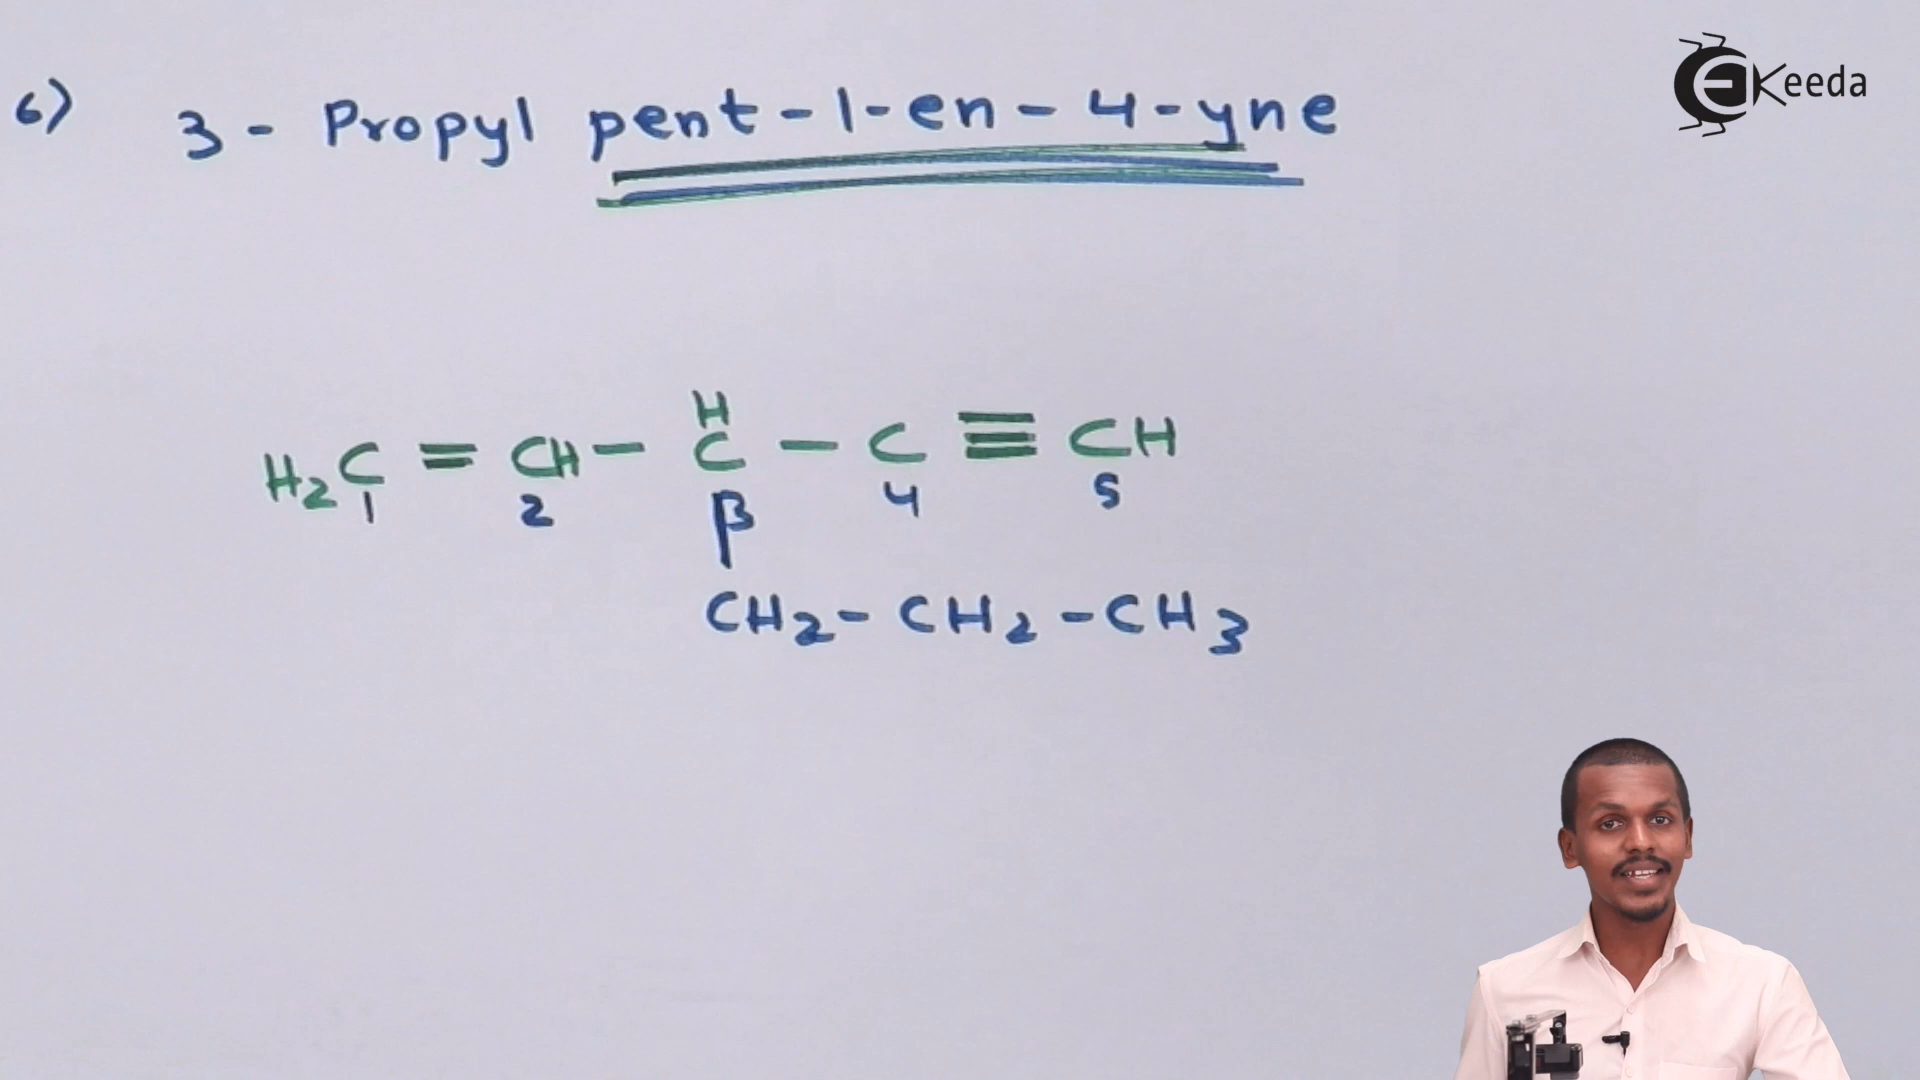 6) 3 - Propyl pent-1-en-4-yne
Keeda
H
H2C = CH - C - C ≡ CH
1 2 3 4 5
CH2 - CH2 - CH3